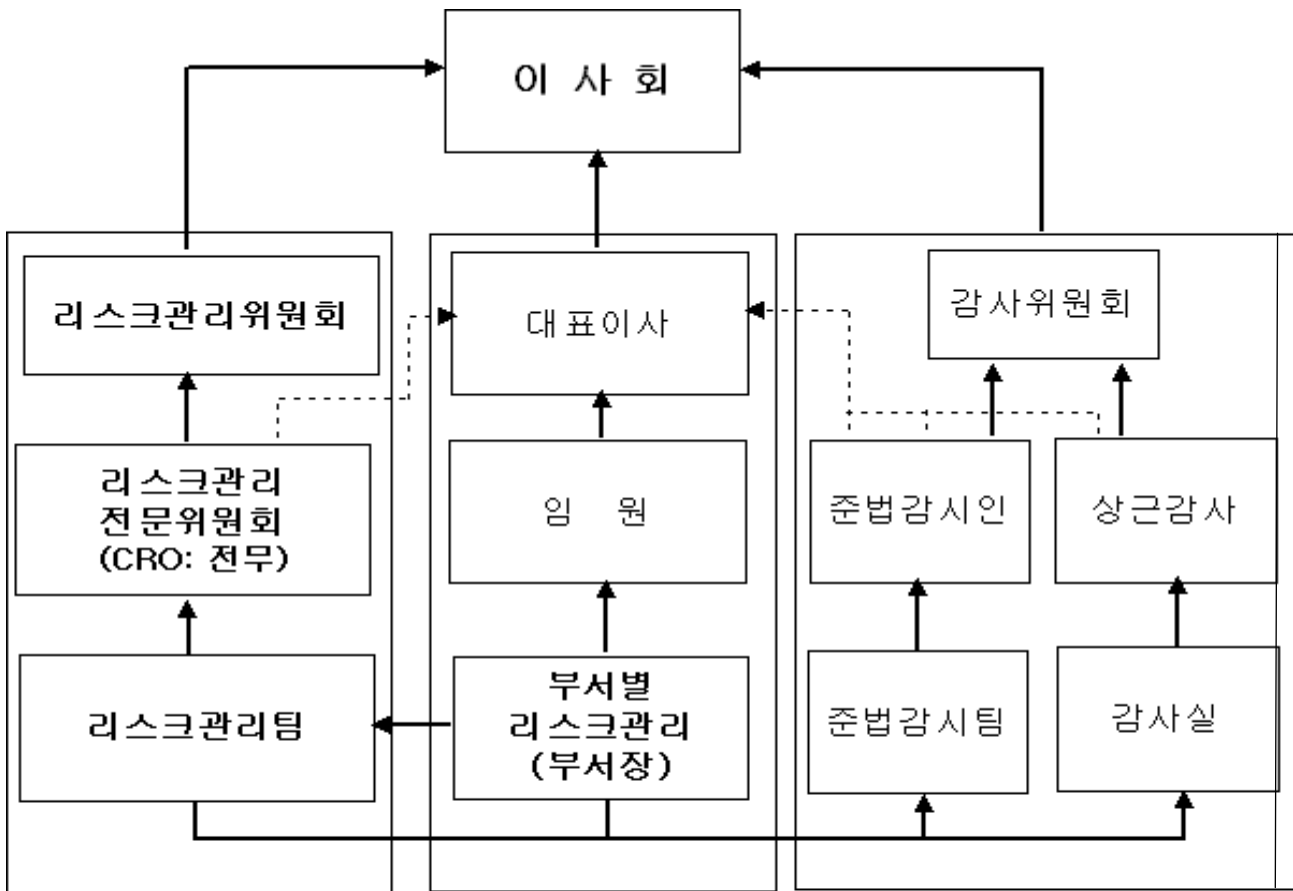 이 사 회
리스크관리위원회
대표이사
감사위원회
리스크관리
전문위원회
(CRO: 전무)
임 원
준법감시인
상근감사
리스크관리팀
부서별
리스크관리
(부서장)
준법감시팀
감사실